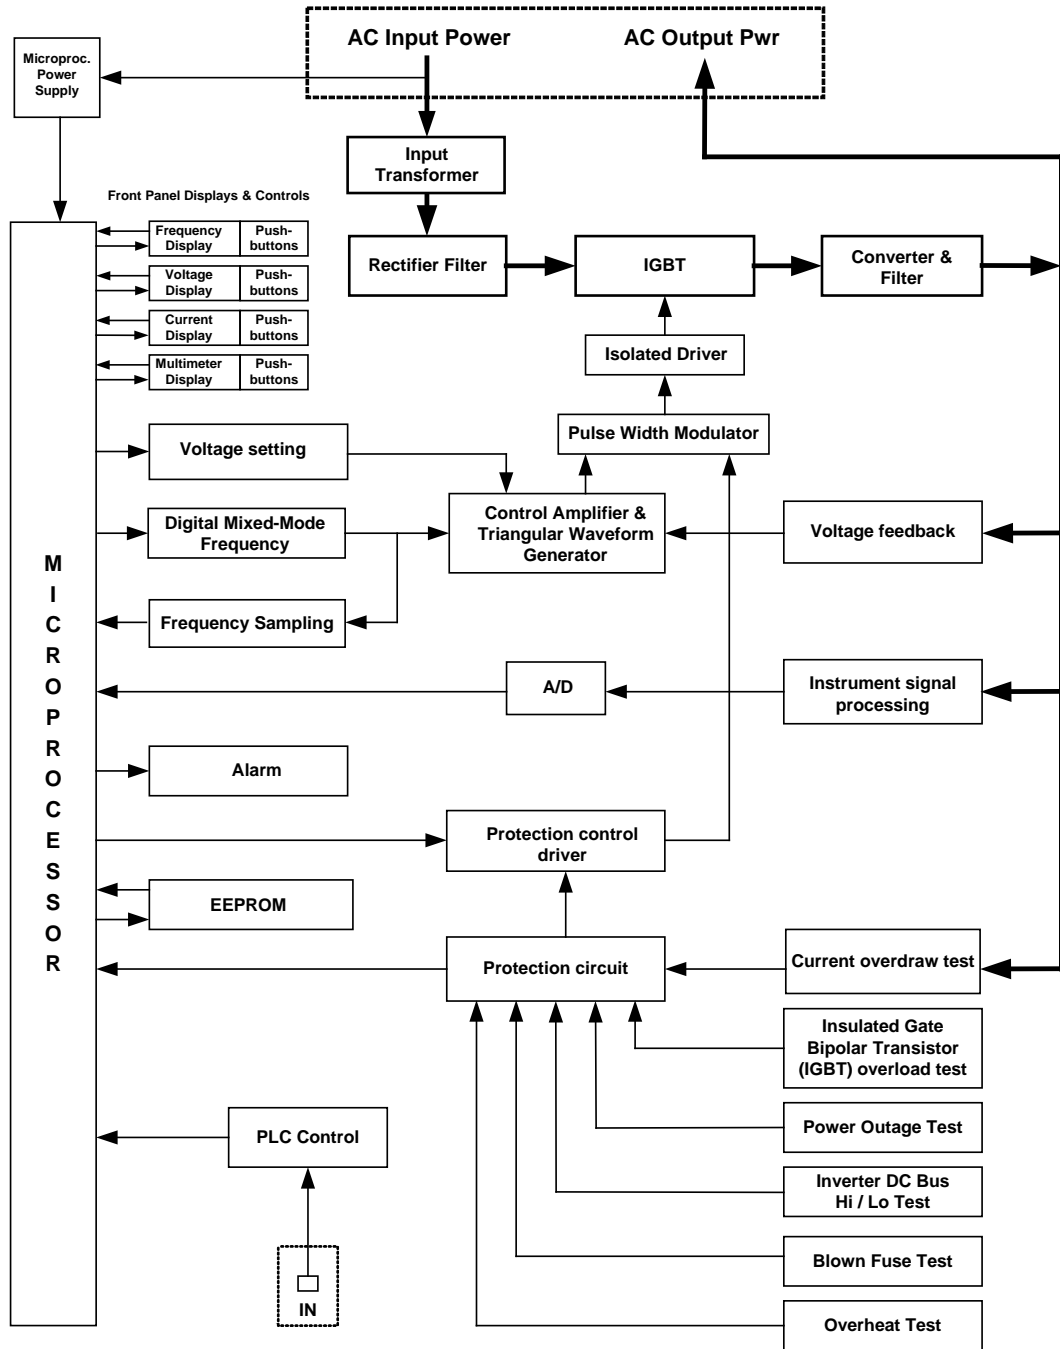 AC Input Power
AC Output Pwr
Microproc.
Power
Supply
Input
Transformer
Front Panel Displays & Controls
Frequency
Display
Push-
buttons
Voltage
Display
Push-
buttons
Current
Display
Push-
buttons
Multimeter
Display
Push-
buttons
Rectifier Filter
IGBT
Converter &
Filter
Isolated Driver
Pulse Width Modulator
Voltage setting
Digital Mixed-Mode
Frequency
Control Amplifier &
Triangular Waveform
Generator
Voltage feedback
Frequency Sampling
MICROPROCESSOR
A/D
Instrument signal
processing
Alarm
Protection control
driver
EEPROM
Protection circuit
Current overdraw test
Insulated Gate
Bipolar Transistor
(IGBT) overload test
PLC Control
Power Outage Test
Inverter DC Bus
Hi / Lo Test
Blown Fuse Test
IN
Overheat Test